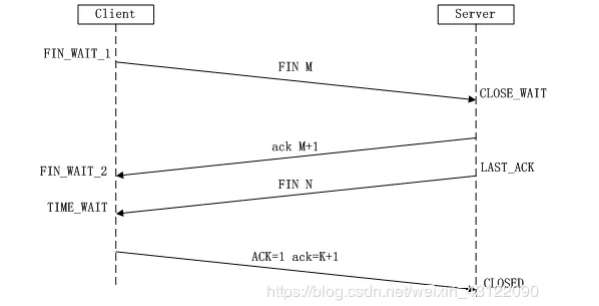 Client
Server
FIN_WAIT_1
FIN M
CLOSE_WAIT
ack M+1
FIN_WAIT_2
LAST_ACK
FIN N
TIME_WAIT
ACK=1 ack=K+1
CLOSED
https://blog.csdn.net/weixin_43122090